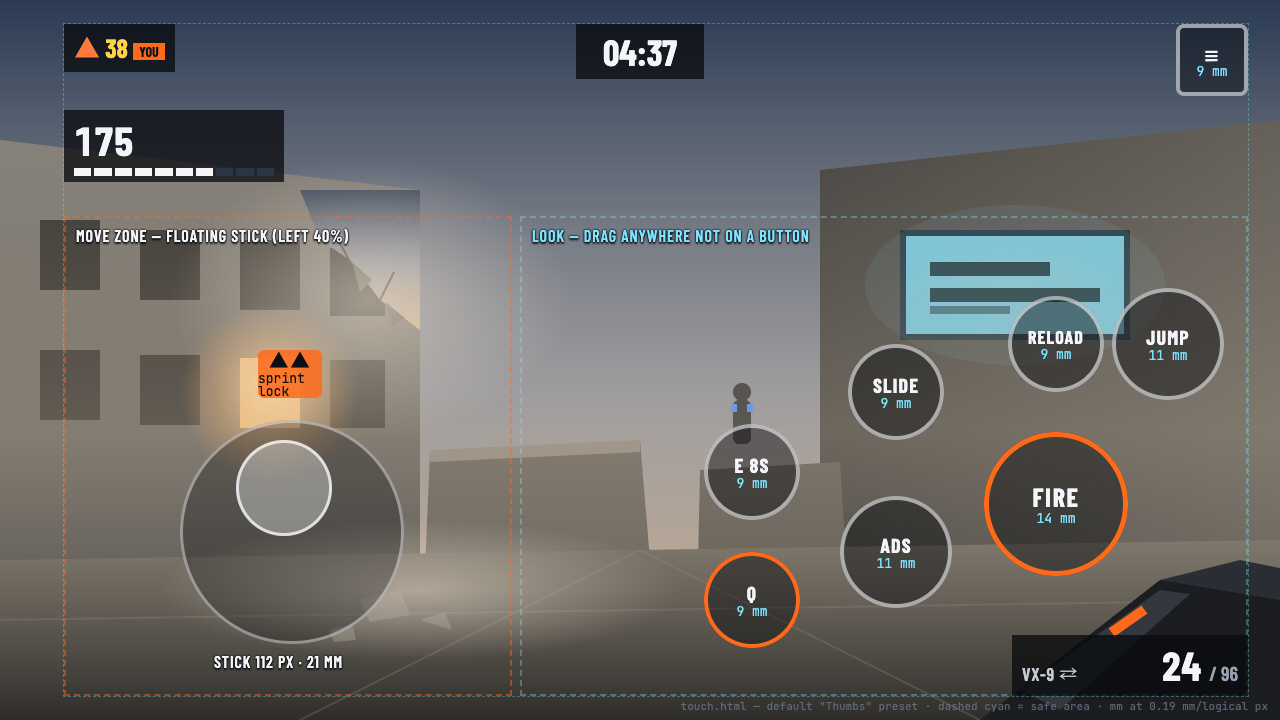 38 YOU
04:37
≡
9 mm
175
MOVE ZONE — FLOATING STICK (LEFT 40%)
LOOK — DRAG ANYWHERE NOT ON A BUTTON
RELOAD
9 mm
JUMP
11 mm
sprint
lock
SLIDE
9 mm
E 8S
9 mm
FIRE
14 mm
ADS
11 mm
Q
9 mm
STICK 112 PX · 21 MM
VX-9 ⇄ 24 / 96
touch.html — default "Thumbs" preset · dashed cyan = safe area · mm at 0.19 mm/logical px